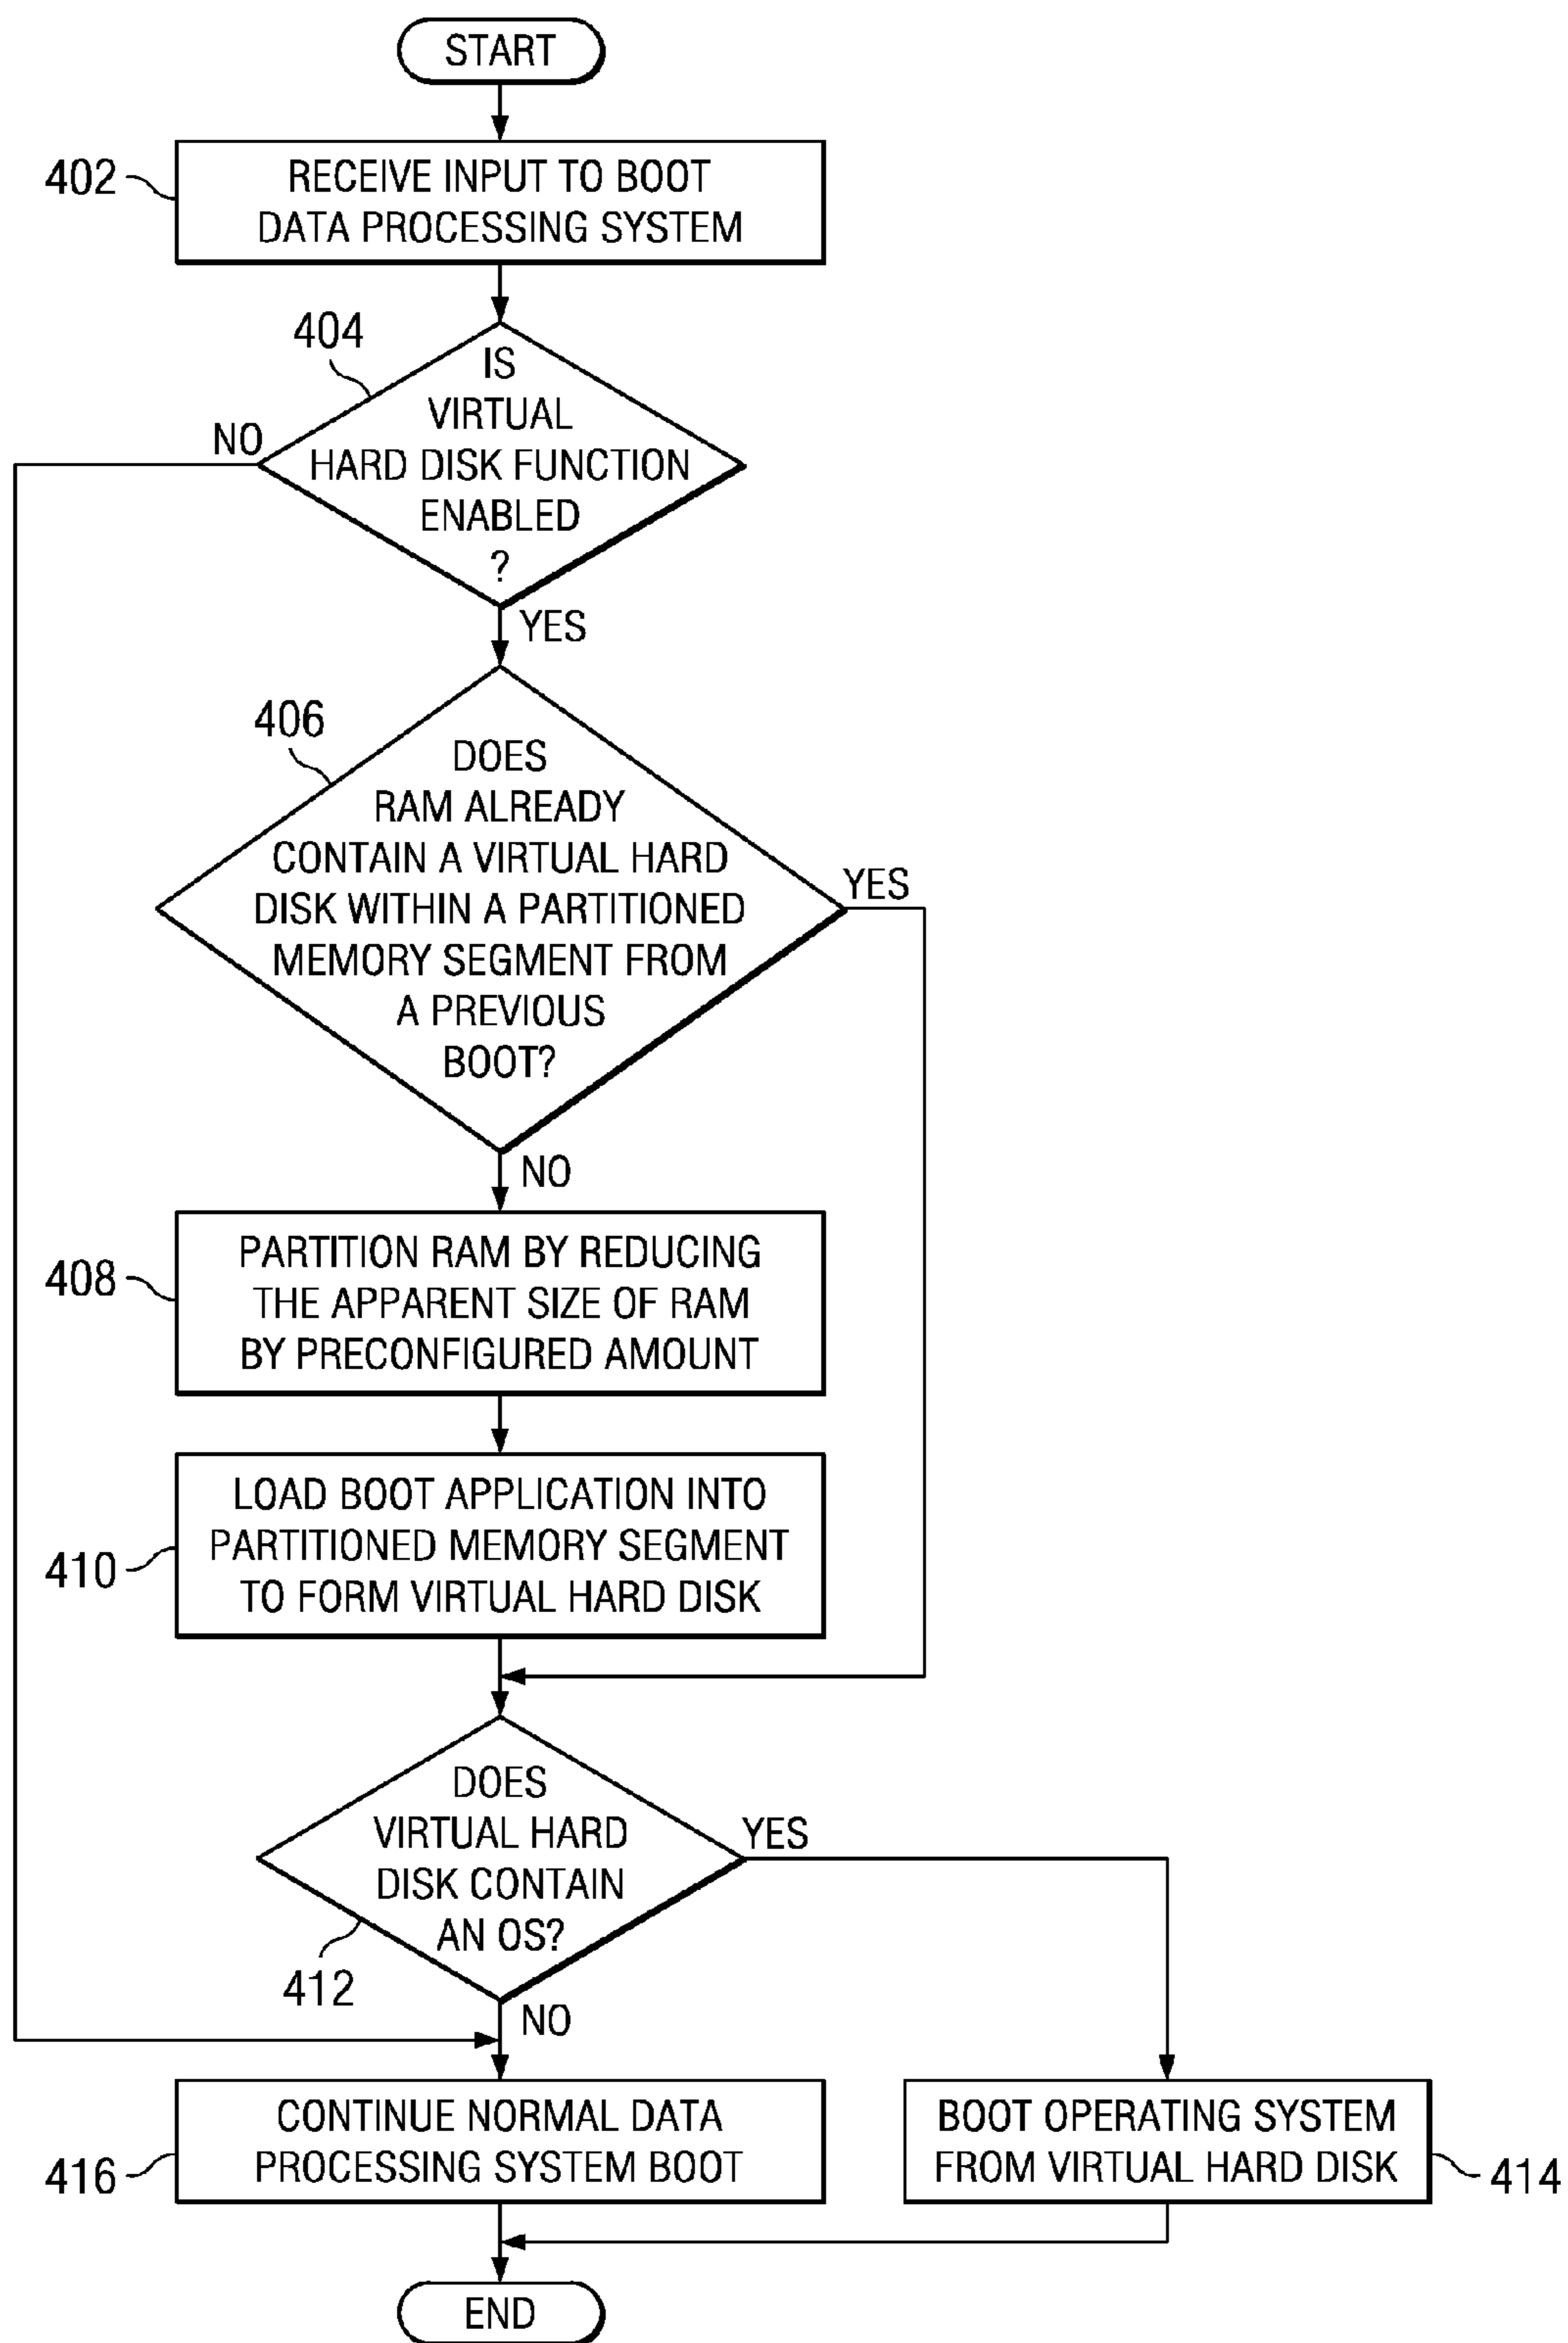 START
402
RECEIVE INPUT TO BOOT
DATA PROCESSING SYSTEM
404
IS
VIRTUAL
HARD DISK FUNCTION
ENABLED
?
NO
YES
406
DOES
RAM ALREADY
CONTAIN A VIRTUAL HARD
DISK WITHIN A PARTITIONED
MEMORY SEGMENT FROM
A PREVIOUS
BOOT?
YES
NO
408
PARTITION RAM BY REDUCING
THE APPARENT SIZE OF RAM
BY PRECONFIGURED AMOUNT
410
LOAD BOOT APPLICATION INTO
PARTITIONED MEMORY SEGMENT
TO FORM VIRTUAL HARD DISK
DOES
VIRTUAL HARD
DISK CONTAIN
AN OS?
412
YES
NO
416
CONTINUE NORMAL DATA
PROCESSING SYSTEM BOOT
BOOT OPERATING SYSTEM
FROM VIRTUAL HARD DISK
414
END